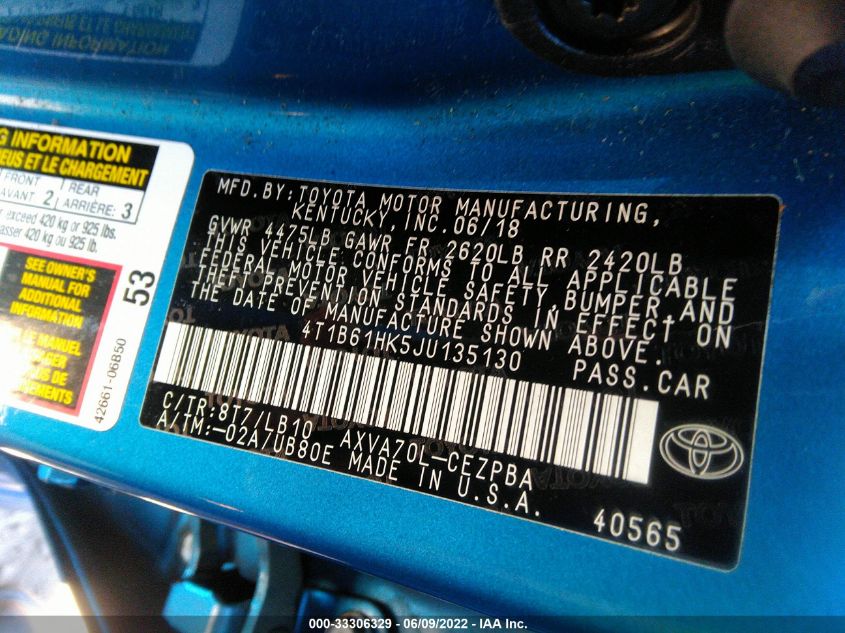 G INFORMATION
EUS ET LE CHARGEMENT
FRONT
AVANT 2
REAR
ARRIÈRE: 3
exceed 420 kg or 925 lbs.
asser 420 kg ou 925 lb.
SEE OWNER'S
MANUAL FOR
ADDITIONAL
INFORMATION
53
42661-06B50
MFD. BY: TOYOTA MOTOR MANUFACTURING,
KENTUCKY, INC. 06/18
GVWR 4475LB GAWR FR 2620LB RR 2420LB
THIS VEHICLE CONFORMS TO ALL APPLICABLE
FEDERAL MOTOR VEHICLE SAFETY, BUMPER, AND
THEFT PREVENTION STANDARDS IN EFFECT ON
THE DATE OF MANUFACTURE SHOWN ABOVE.
4T1B61HK5JU135130
PASS. CAR
C/TR: 8T7/LB10 AXVA70L-CEZPBA
A/TM: -02A/UB80E MADE IN U.S.A.
40565
000-33306329 - 06/09/2022 - IAA Inc.